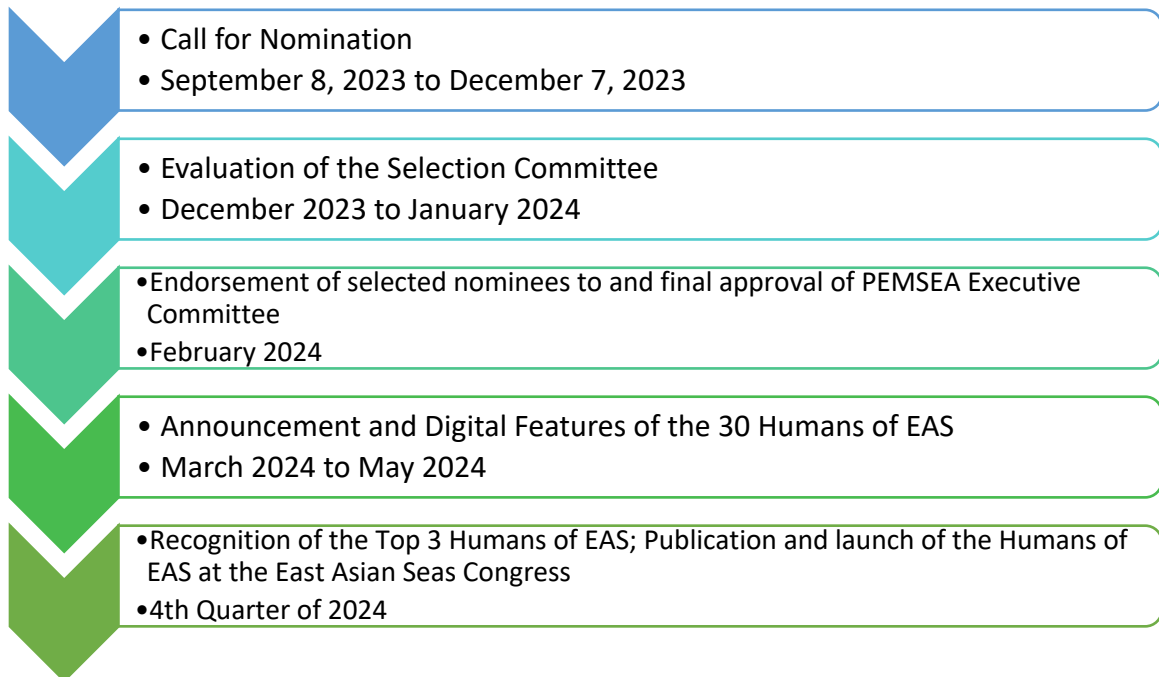 • Call for Nomination
• September 8, 2023 to December 7, 2023
• Evaluation of the Selection Committee
• December 2023 to January 2024
•Endorsement of selected nominees to and final approval of PEMSEA Executive
Committee
•February 2024
• Announcement and Digital Features of the 30 Humans of EAS
• March 2024 to May 2024
•Recognition of the Top 3 Humans of EAS; Publication and launch of the Humans of
EAS at the East Asian Seas Congress
•4th Quarter of 2024